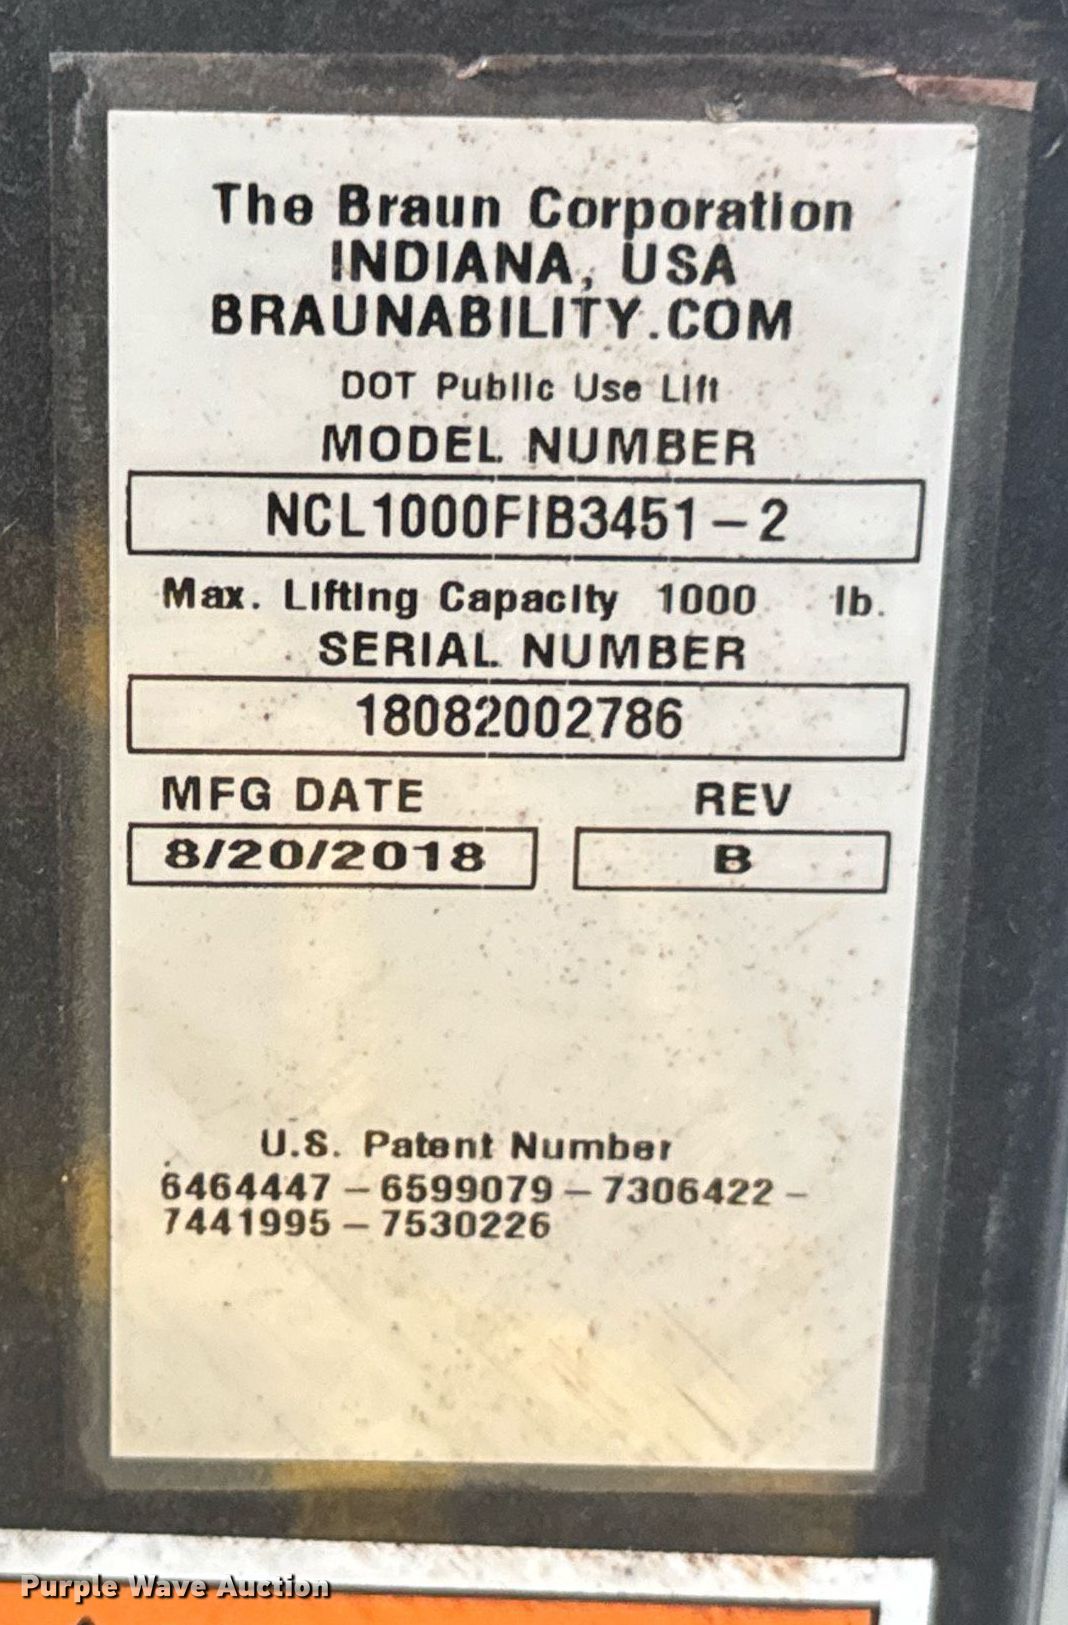 The Braun Corporation
INDIANA, USA
BRAUNABILITY.COM
DOT Public Use Lift
MODEL NUMBER
NCL1000FIB3451-2
Max. Lifting Capacity 1000 lb.
SERIAL NUMBER
18082002786
MFG DATE REV
8/20/2018 B
U.S. Patent Number
6464447 - 6599079 - 7306422 -
7441995 - 7530226
Purple Wave Auction